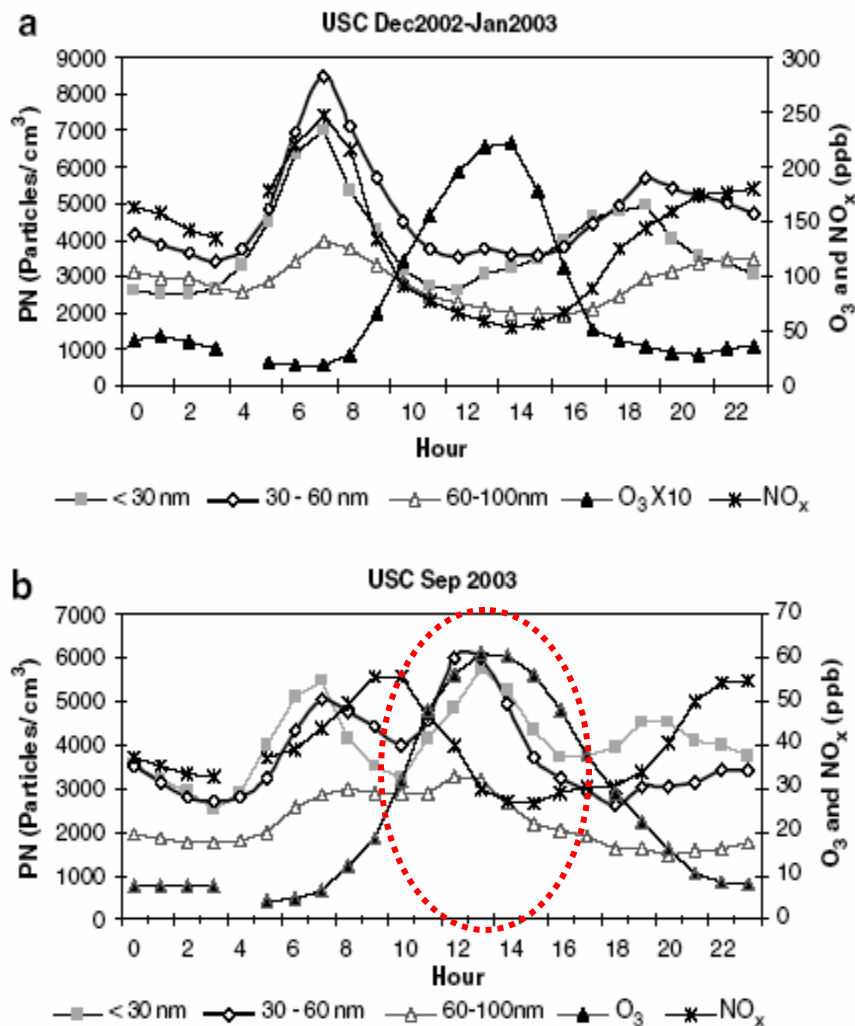 a
USC Dec2002-Jan2003
PN (Particles/cm³)
9000
8000
7000
6000
5000
4000
3000
2000
1000
0
300
250
200
150
100
50
0
O₃ and NOₓ (ppb)
0 2 4 6 8 10 12 14 16 18 20 22
Hour
< 30 nm 30 - 60 nm 60-100nm O₃X10 NOₓ
b
USC Sep 2003
PN (Particles/cm³)
7000
6000
5000
4000
3000
2000
1000
0
70
60
50
40
30
20
10
0
O₃ and NOₓ (ppb)
0 2 4 6 8 10 12 14 16 18 20 22
Hour
< 30 nm 30 - 60 nm 60-100nm O₃ NOₓ